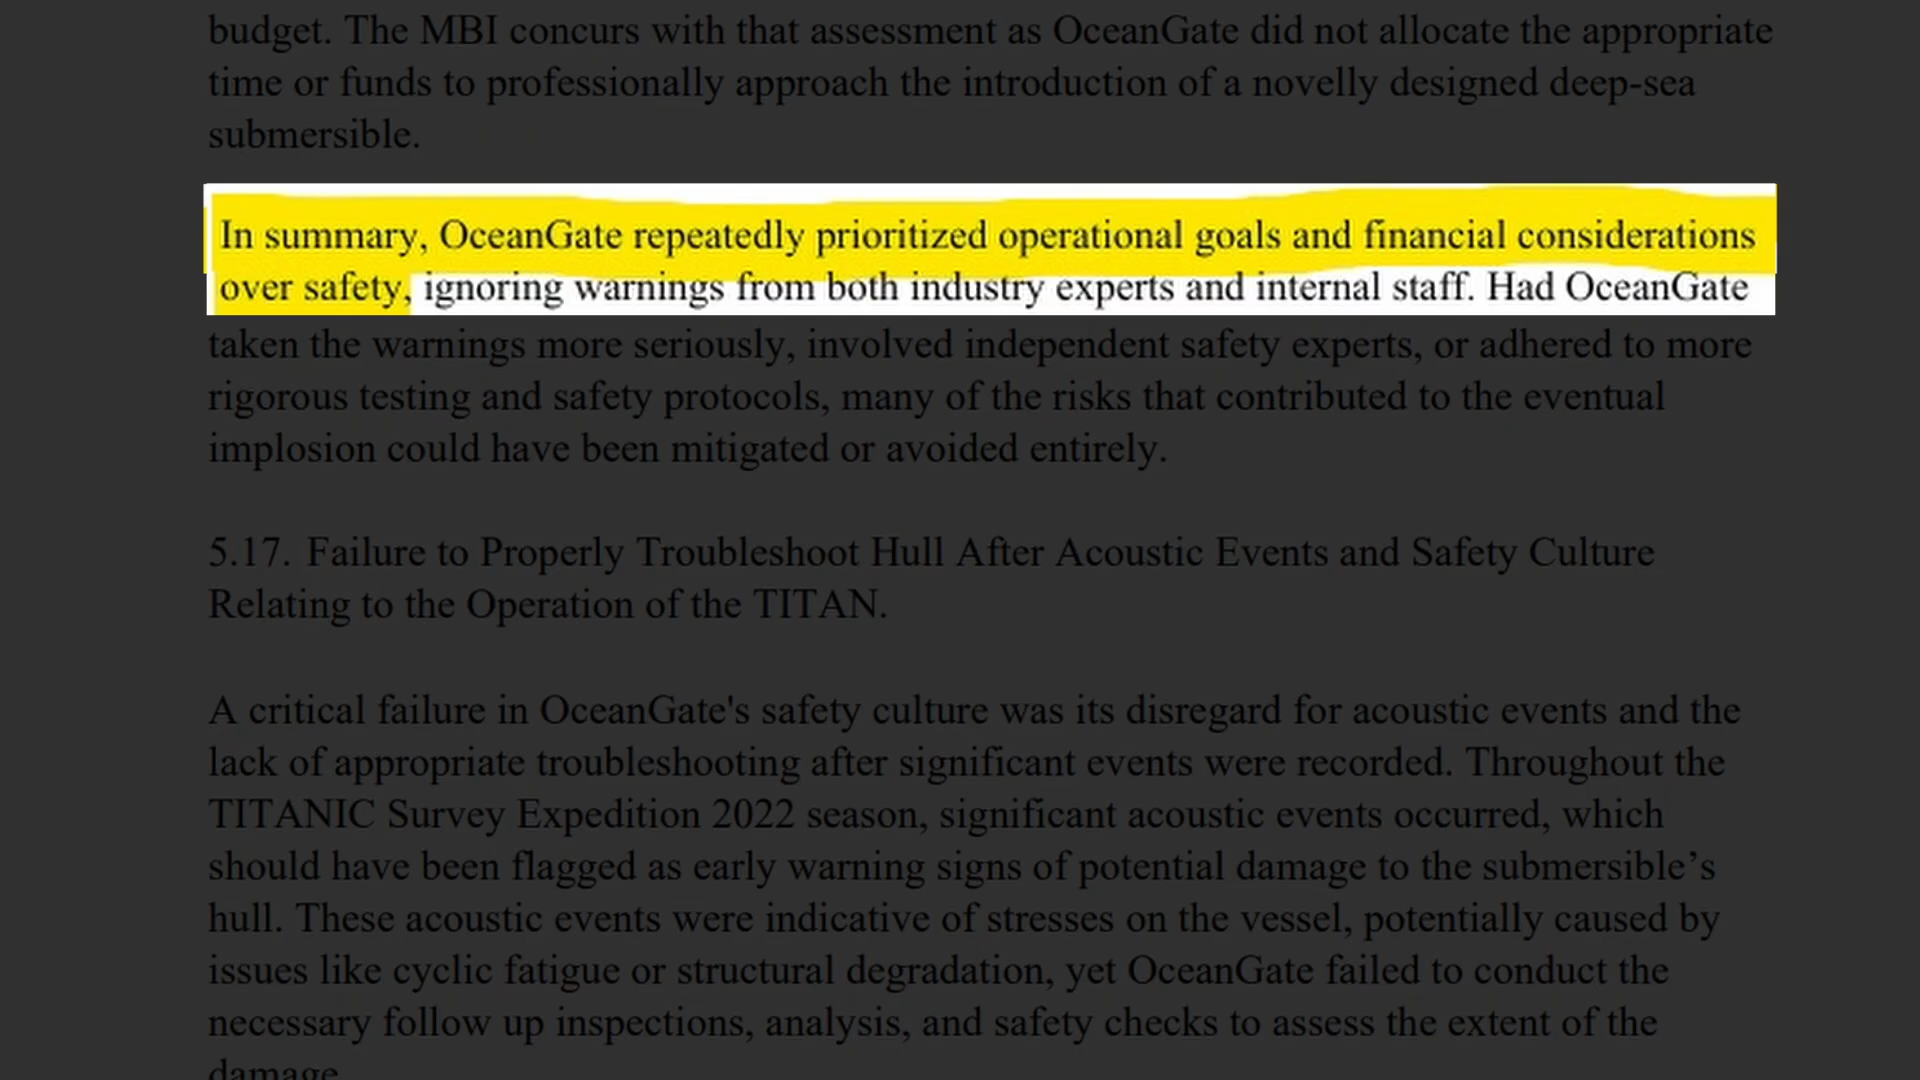 budget. The MBI concurs with that assessment as OceanGate did not allocate the appropriate
time or funds to professionally approach the introduction of a novelly designed deep-sea
submersible.
In summary, OceanGate repeatedly prioritized operational goals and financial considerations
over safety, ignoring warnings from both industry experts and internal staff. Had OceanGate
taken the warnings more seriously, involved independent safety experts, or adhered to more
rigorous testing and safety protocols, many of the risks that contributed to the eventual
implosion could have been mitigated or avoided entirely.
5.17. Failure to Properly Troubleshoot Hull After Acoustic Events and Safety Culture
Relating to the Operation of the TITAN.
A critical failure in OceanGate's safety culture was its disregard for acoustic events and the
lack of appropriate troubleshooting after significant events were recorded. Throughout the
TITANIC Survey Expedition 2022 season, significant acoustic events occurred, which
should have been flagged as early warning signs of potential damage to the submersible’s
hull. These acoustic events were indicative of stresses on the vessel, potentially caused by
issues like cyclic fatigue or structural degradation, yet OceanGate failed to conduct the
necessary follow up inspections, analysis, and safety checks to assess the extent of the
damage.